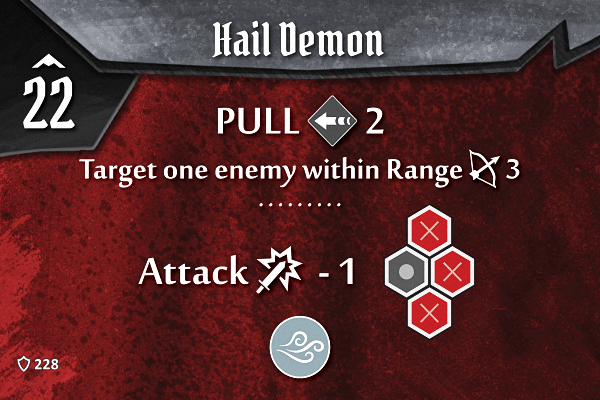 Hail Demon
22
PULL 2
Target one enemy within Range 3
.........
Attack - 1
228